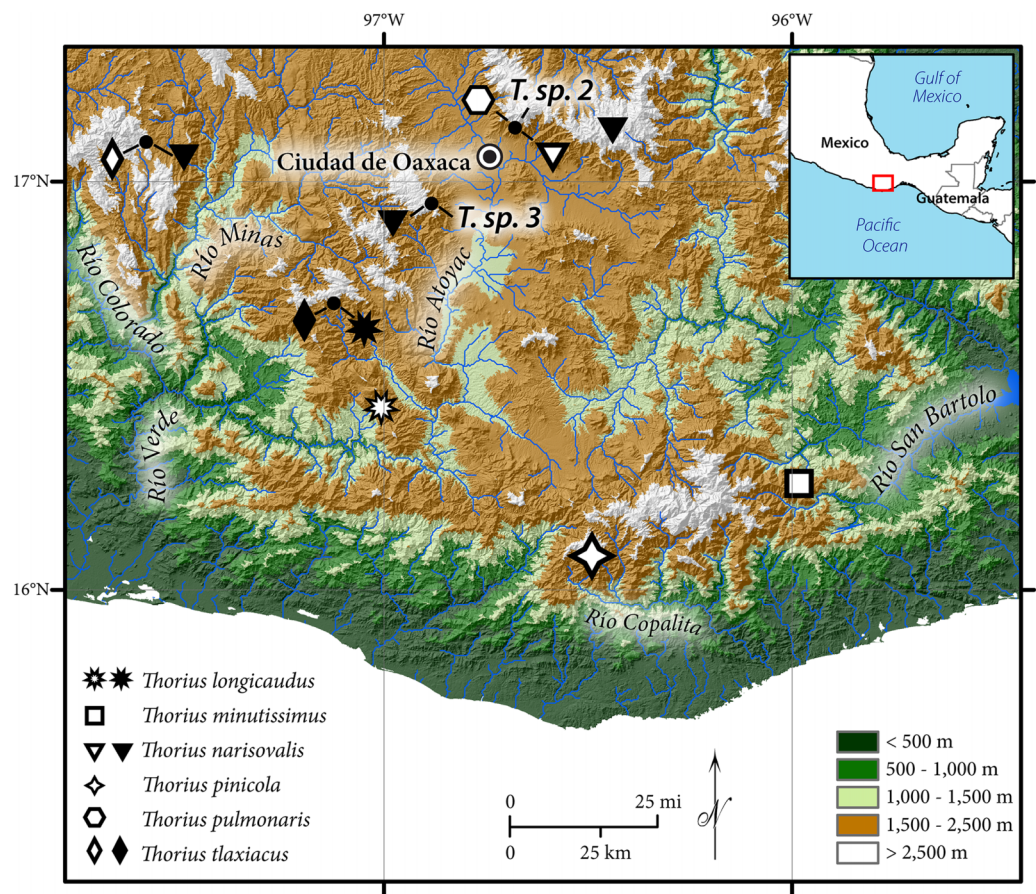 97°W
96°W
Gulf of
Mexico
Mexico
Guatemala
Pacific
Ocean
T. sp. 2
Ciudad de Oaxaca
17°N
T. sp. 3
Río Minas
Río Atoyac
Río Colorado
Río Verde
Río San Bartolo
16°N
Río Copalita
Thorius longicaudus
Thorius minutissimus
Thorius narisovalis
Thorius pinicola
Thorius pulmonaris
Thorius tlaxiacus
0 25 mi
0 25 km
N
< 500 m
500 - 1,000 m
1,000 - 1,500 m
1,500 - 2,500 m
> 2,500 m